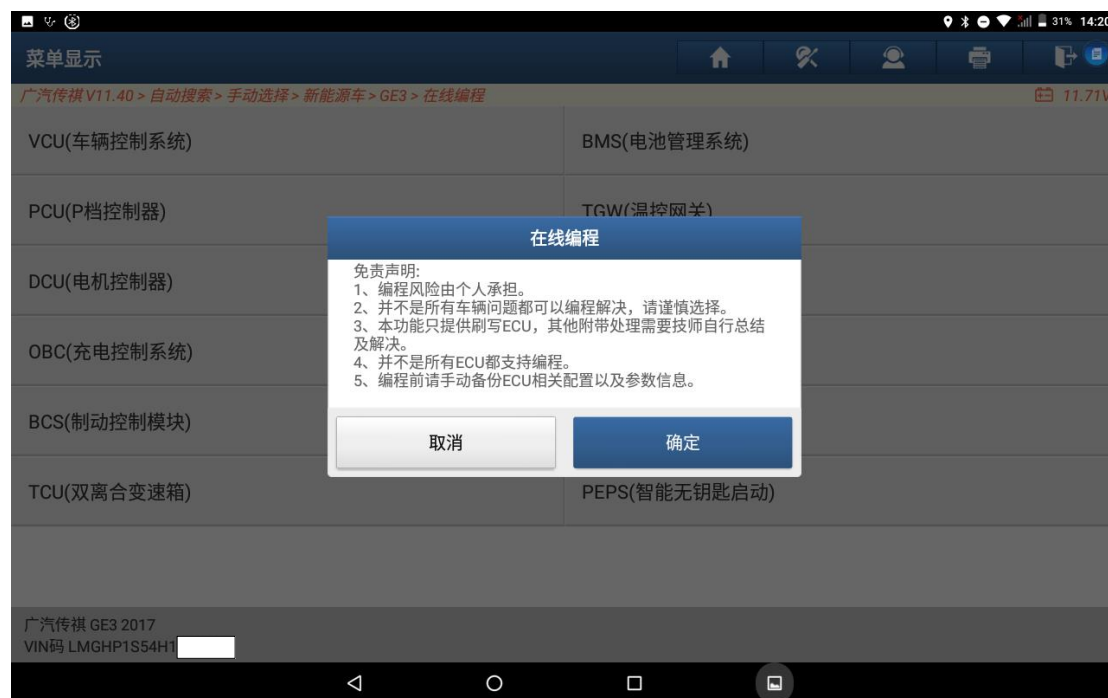 31% 14:20
菜单显示
广汽传祺 V11.40 > 自动搜索 > 手动选择 > 新能源车 > GE3 > 在线编程
11.71V
VCU(车辆控制系统)
BMS(电池管理系统)
PCU(P档控制器)
TGW(温控网关)
DCU(电机控制器)
OBC(充电控制系统)
BCS(制动控制模块)
TCU(双离合变速箱)
PEPS(智能无钥匙启动)
在线编程
免责声明:
1、编程风险由个人承担。
2、并不是所有车辆问题都可以编程解决，请谨慎选择。
3、本功能只提供刷写ECU，其他附带处理需要技师自行总结
及解决。
4、并不是所有ECU都支持编程。
5、编程前请手动备份ECU相关配置以及参数信息。
取消
确定
广汽传祺 GE3 2017
VIN码 LMGHP1S54H1